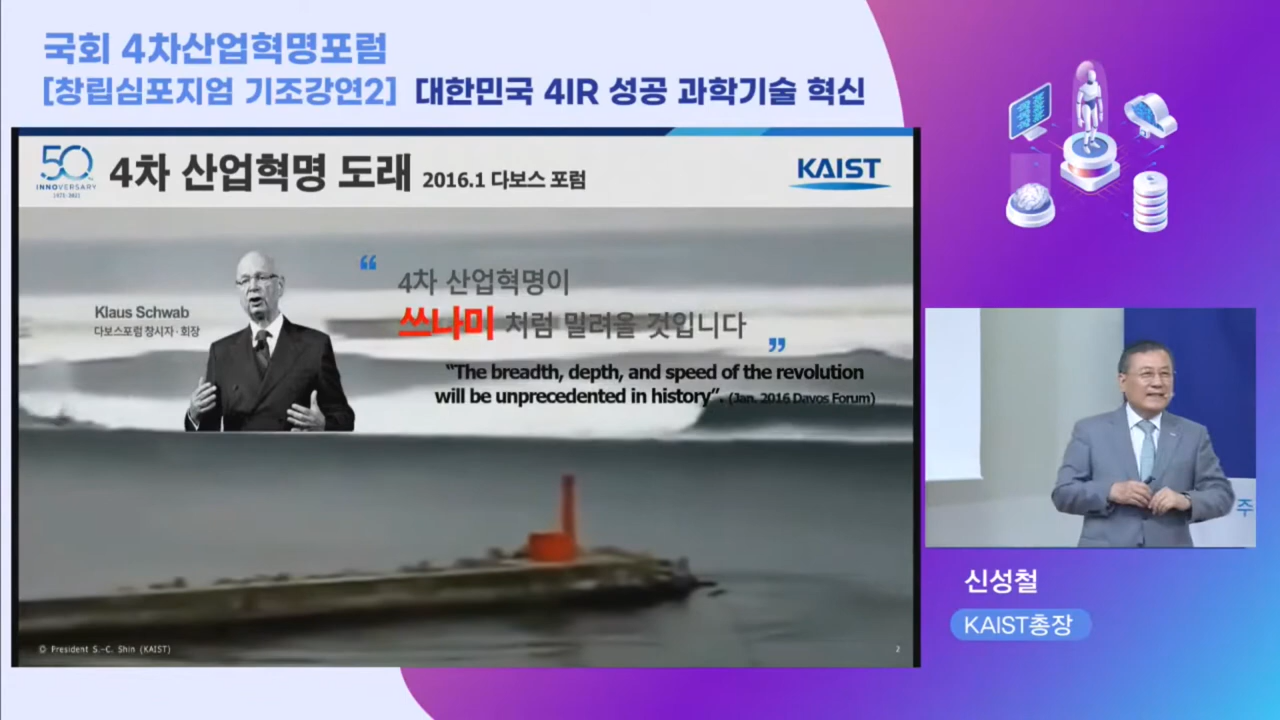 국회 4차산업혁명포럼
[창립심포지엄 기조강연2] 대한민국 4IR 성공 과학기술 혁신
50
INNOVERSARY
1971-2021
4차 산업혁명 도래 2016.1 다보스 포럼
KAIST
“
4차 산업혁명이
쓰나미 처럼 밀려올 것입니다
”
Klaus Schwab
다보스포럼 창시자·회장
“The breadth, depth, and speed of the revolution
will be unprecedented in history”. (Jan. 2016 Davos Forum)
© President S.-C. Shin (KAIST)
2
주
신성철
KAIST총장